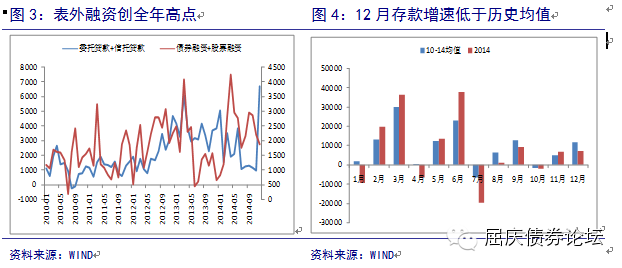 图 3：表外融资创全年高点
图 4：12 月存款增速低于历史均值
委托贷款+信托贷款
债券融资+股票融资
8000
7000
6000
5000
4000
3000
2000
1000
0
-1000
4500
4000
3500
3000
2500
2000
1500
1000
500
0
2010-01
2010-05
2010-09
2011-01
2011-05
2011-09
2012-01
2012-05
2012-09
2013-01
2013-05
2013-09
2014-01
2014-05
2014-09
10-14均值
2014
50000
40000
30000
20000
10000
0
-10000
-20000
-30000
1月
2月
3月
4月
5月
6月
7月
8月
9月
10月
11月
12月
资料来源：WIND
资料来源：WIND
屈庆债券论坛